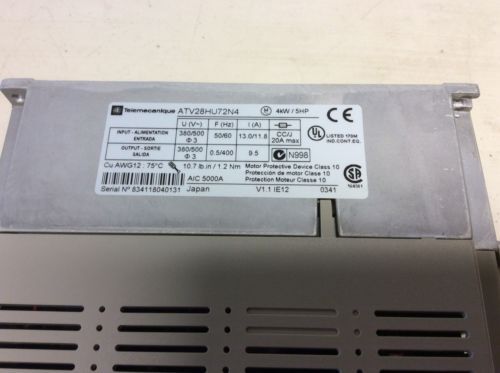 Telemecanique ATV28HU72N4 M 4kW / 5HP CE
U (V~) F (Hz) I (A)
INPUT - ALIMENTATION ENTRADA 380/500 Φ 3 50/60 13.0/11.8 CC/J 20A max
UL LISTED 170M IND.CONT.EQ.
OUTPUT - SORTIE SALIDA 380/500 Φ 3 0.5/400 9.5 N998
Cu AWG12 75°C 10.7 lb.in / 1.2 Nm Motor Protective Device Class 10
Protección de motor Clase 10
AIC 5000A Protection Moteur Classe 10
Serial N° 834118040131 Japan V1.1 IE12 0341